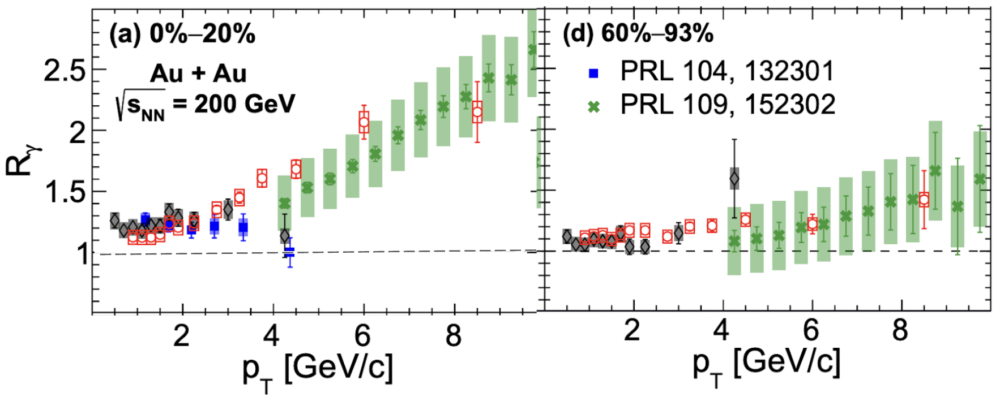 (a) 0%–20%
Au + Au
√sNN = 200 GeV
Rγ
2.5
2
1.5
1
2 4 6 8
pT [GeV/c]
(d) 60%–93%
PRL 104, 132301
PRL 109, 152302
2 4 6 8
pT [GeV/c]